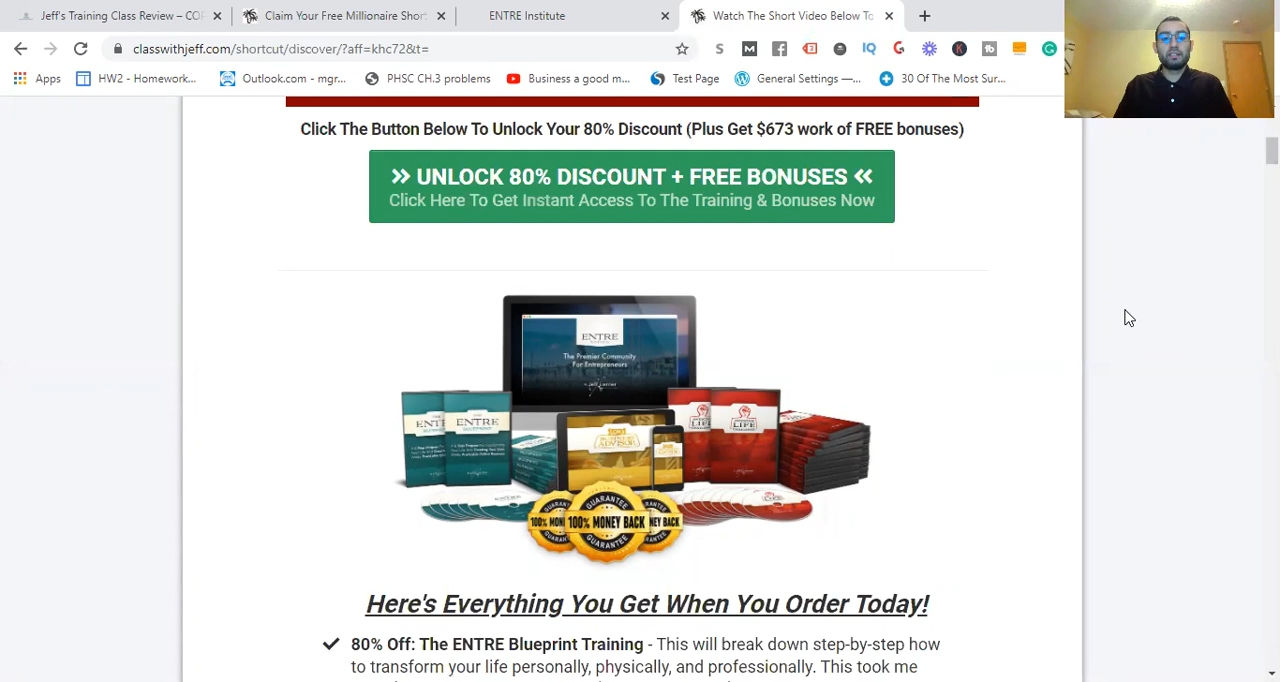 Jeff's Training Class Review – COP
Claim Your Free Millionaire Short
ENTRE Institute
Watch The Short Video Below To
classwithjeff.com/shortcut/discover/?aff=khc72&t=
Apps
HW2 - Homework...
Outlook.com - mgr...
PHSC CH.3 problems
Business a good m...
Test Page
General Settings —...
30 Of The Most Sur...
Click The Button Below To Unlock Your 80% Discount (Plus Get $673 work of FREE bonuses)
UNLOCK 80% DISCOUNT + FREE BONUSES
Click Here To Get Instant Access To The Training & Bonuses Now
ENTRE
The Premier Community
For Entrepreneurs
ENTRE
LIFE
GUARANTEE
100% MONEY BACK
GUARANTEE
Here's Everything You Get When You Order Today!
80% Off: The ENTRE Blueprint Training - This will break down step-by-step how
to transform your life personally, physically, and professionally. This took me